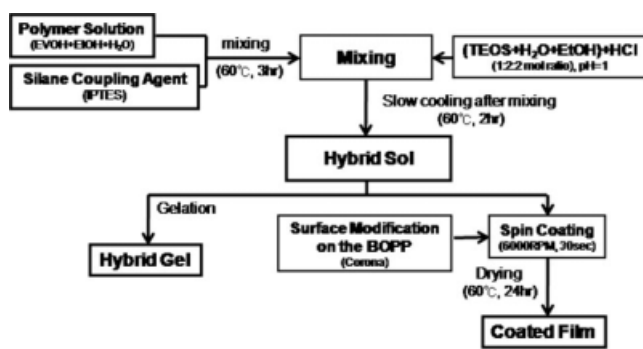 Polymer Solution
(EVOH+EtOH+H₂O)
Silane Coupling Agent
(IPTES)
mixing
(60℃, 3hr)
Mixing
(TEOS+H₂O+EtOH)+HCl
(1:2:2 mol ratio), pH=1
Slow cooling after mixing
(60℃, 2hr)
Hybrid Sol
Gelation
Hybrid Gel
Surface Modification
on the BOPP
(Corona)
Spin Coating
(6000RPM, 30sec)
Drying
(60℃, 24hr)
Coated Film